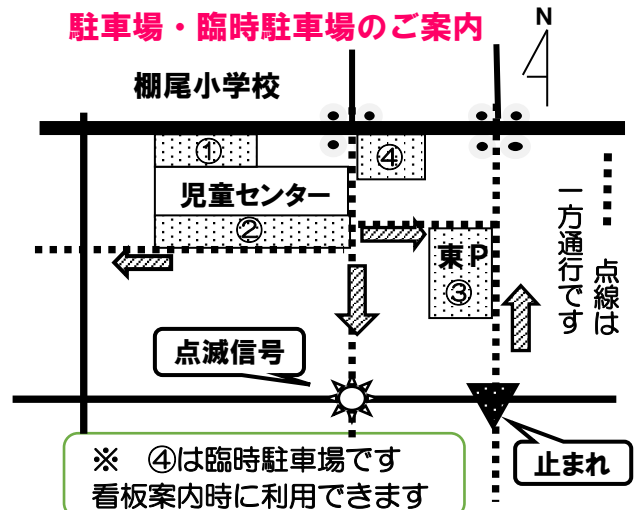 駐車場・臨時駐車場のご案内
N
棚尾小学校
①
④
児童センター
②
東P
③
点線は
一方通行です
点滅信号
止まれ
※　④は臨時駐車場です
看板案内時に利用できます